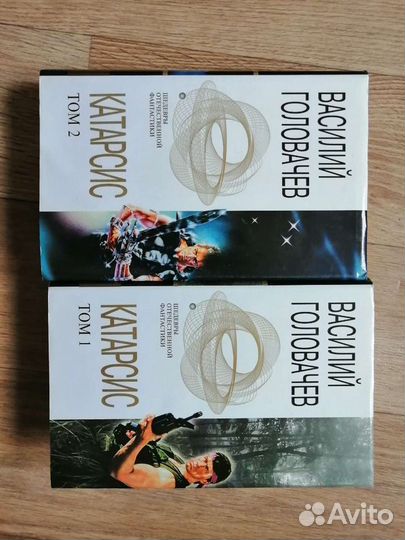 ВАСИЛИЙ
ГОЛОВАЧЕВ
ШЕДЕВРЫ
ОТЕЧЕСТВЕННОЙ
ФАНТАСТИКИ
КАТАРСИС
ТОМ 2
ВАСИЛИЙ
ГОЛОВАЧЕВ
ШЕДЕВРЫ
ОТЕЧЕСТВЕННОЙ
ФАНТАСТИКИ
КАТАРСИС
ТОМ 1
Avito